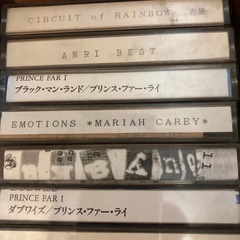 CIRCUIT of RAINBOW
ANRI BEST
PRINCE FAR I
ブラック・マン・ランド/プリンス・ファー・ライ
EMOTIONS *MARIAH CAREY*
PRINCE FAR I
ダブワイズ/プリンス・ファー・ライ